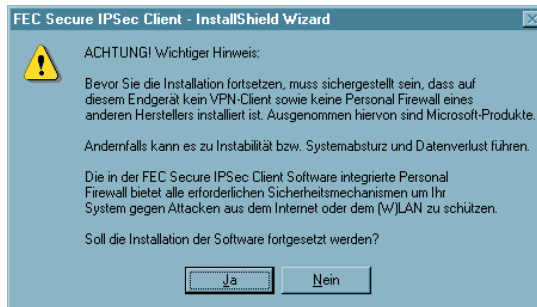 FEC Secure IPSec Client - InstallShield Wizard
ACHTUNG! Wichtiger Hinweis:
Bevor Sie die Installation fortsetzen, muss sichergestellt sein, dass auf
diesem Endgerät kein VPN-Client sowie keine Personal Firewall eines
anderen Herstellers installiert ist. Ausgenommen hiervon sind Microsoft-Produkte.
Andernfalls kann es zu Instabilität bzw. Systemabsturz und Datenverlust führen.
Die in der FEC Secure IPSec Client Software integrierte Personal
Firewall bietet alle erforderlichen Sicherheitsmechanismen um Ihr
System gegen Attacken aus dem Internet oder dem (W)LAN zu schützen.
Soll die Installation der Software fortgesetzt werden?
Ja Nein